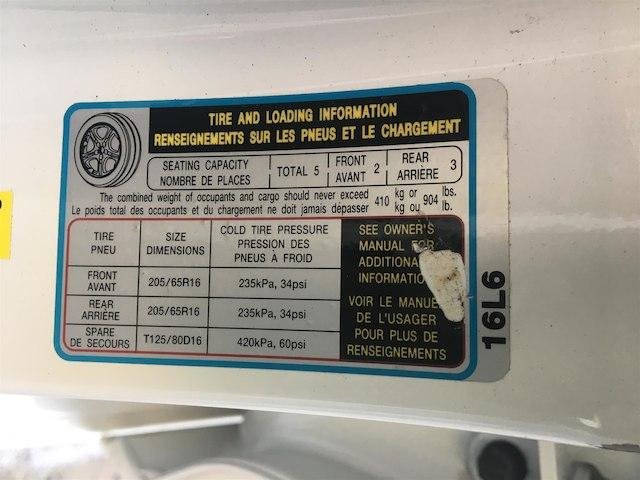 TIRE AND LOADING INFORMATION
RENSEIGNEMENTS SUR LES PNEUS ET LE CHARGEMENT
SEATING CAPACITY
NOMBRE DE PLACES
TOTAL 5
FRONT
AVANT 2
REAR
ARRIÈRE 3
The combined weight of occupants and cargo should never exceed 410 kg or 904 lbs.
Le poids total des occupants et du chargement ne doit jamais dépasser kg ou lb.
TIRE
PNEU
SIZE
DIMENSIONS
COLD TIRE PRESSURE
PRESSION DES
PNEUS À FROID
FRONT
AVANT
205/65R16
235kPa, 34psi
REAR
ARRIÈRE
205/65R16
235kPa, 34psi
SPARE
DE SECOURS
T125/80D16
420kPa, 60psi
SEE OWNER'S
MANUAL
VOIR LE
DE L'USAGER
POUR PLUS DE
RENSEIGNEMENTS
16L6